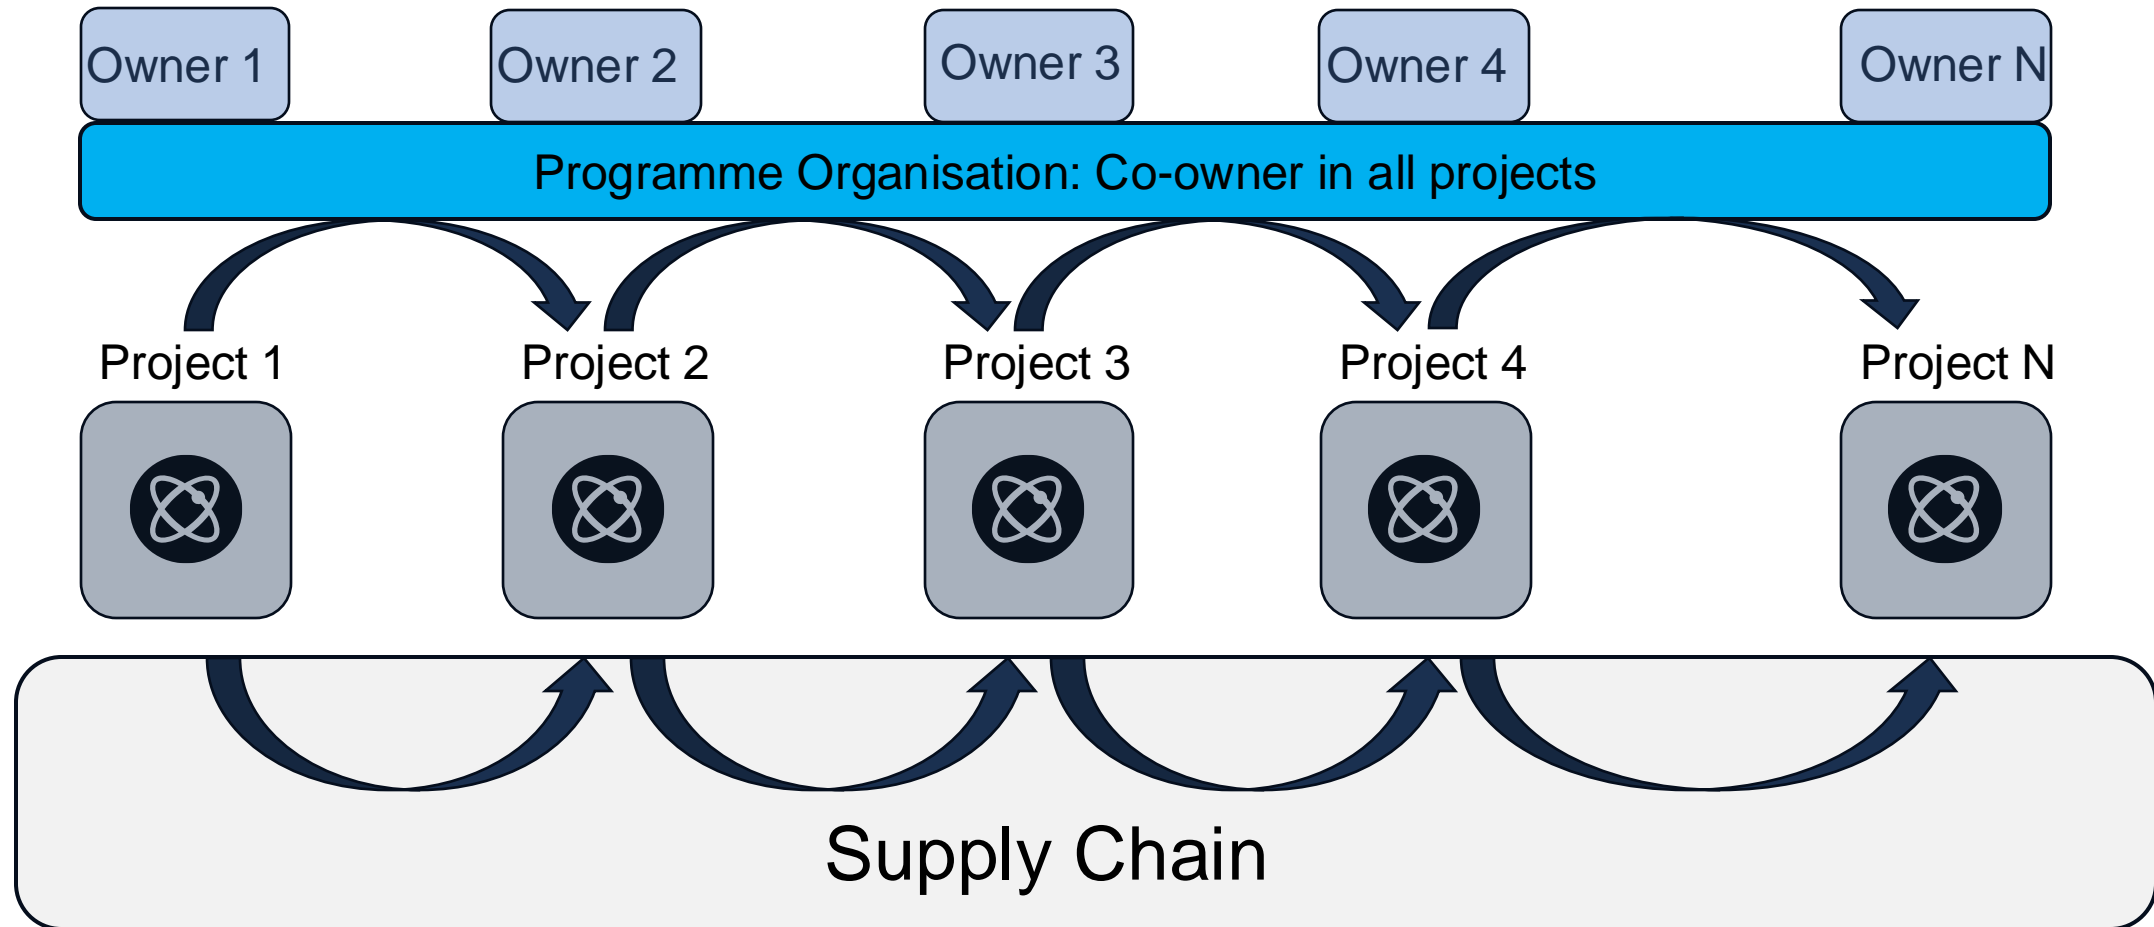 Owner 1
Owner 2
Owner 3
Owner 4
Owner N
Programme Organisation: Co-owner in all projects
Project 1
Project 2
Project 3
Project 4
Project N
Supply Chain